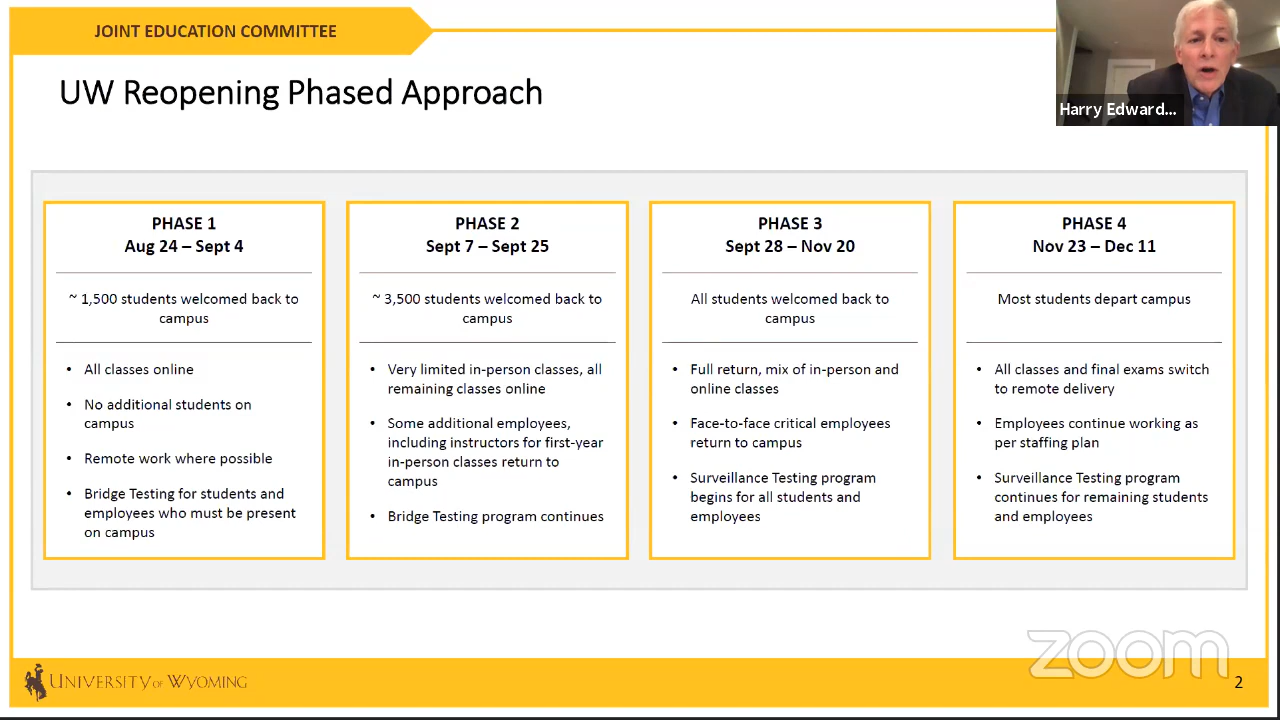 JOINT EDUCATION COMMITTEE
UW Reopening Phased Approach
Harry Edward...
PHASE 1
Aug 24 – Sept 4
~ 1,500 students welcomed back to
campus
• All classes online
• No additional students on
campus
• Remote work where possible
• Bridge Testing for students and
employees who must be present
on campus
PHASE 2
Sept 7 – Sept 25
~ 3,500 students welcomed back to
campus
• Very limited in-person classes, all
remaining classes online
• Some additional employees,
including instructors for first-year
in-person classes return to
campus
• Bridge Testing program continues
PHASE 3
Sept 28 – Nov 20
All students welcomed back to
campus
• Full return, mix of in-person and
online classes
• Face-to-face critical employees
return to campus
• Surveillance Testing program
begins for all students and
employees
PHASE 4
Nov 23 – Dec 11
Most students depart campus
• All classes and final exams switch
to remote delivery
• Employees continue working as
per staffing plan
• Surveillance Testing program
continues for remaining students
and employees
zoom
UNIVERSITY OF WYOMING
2